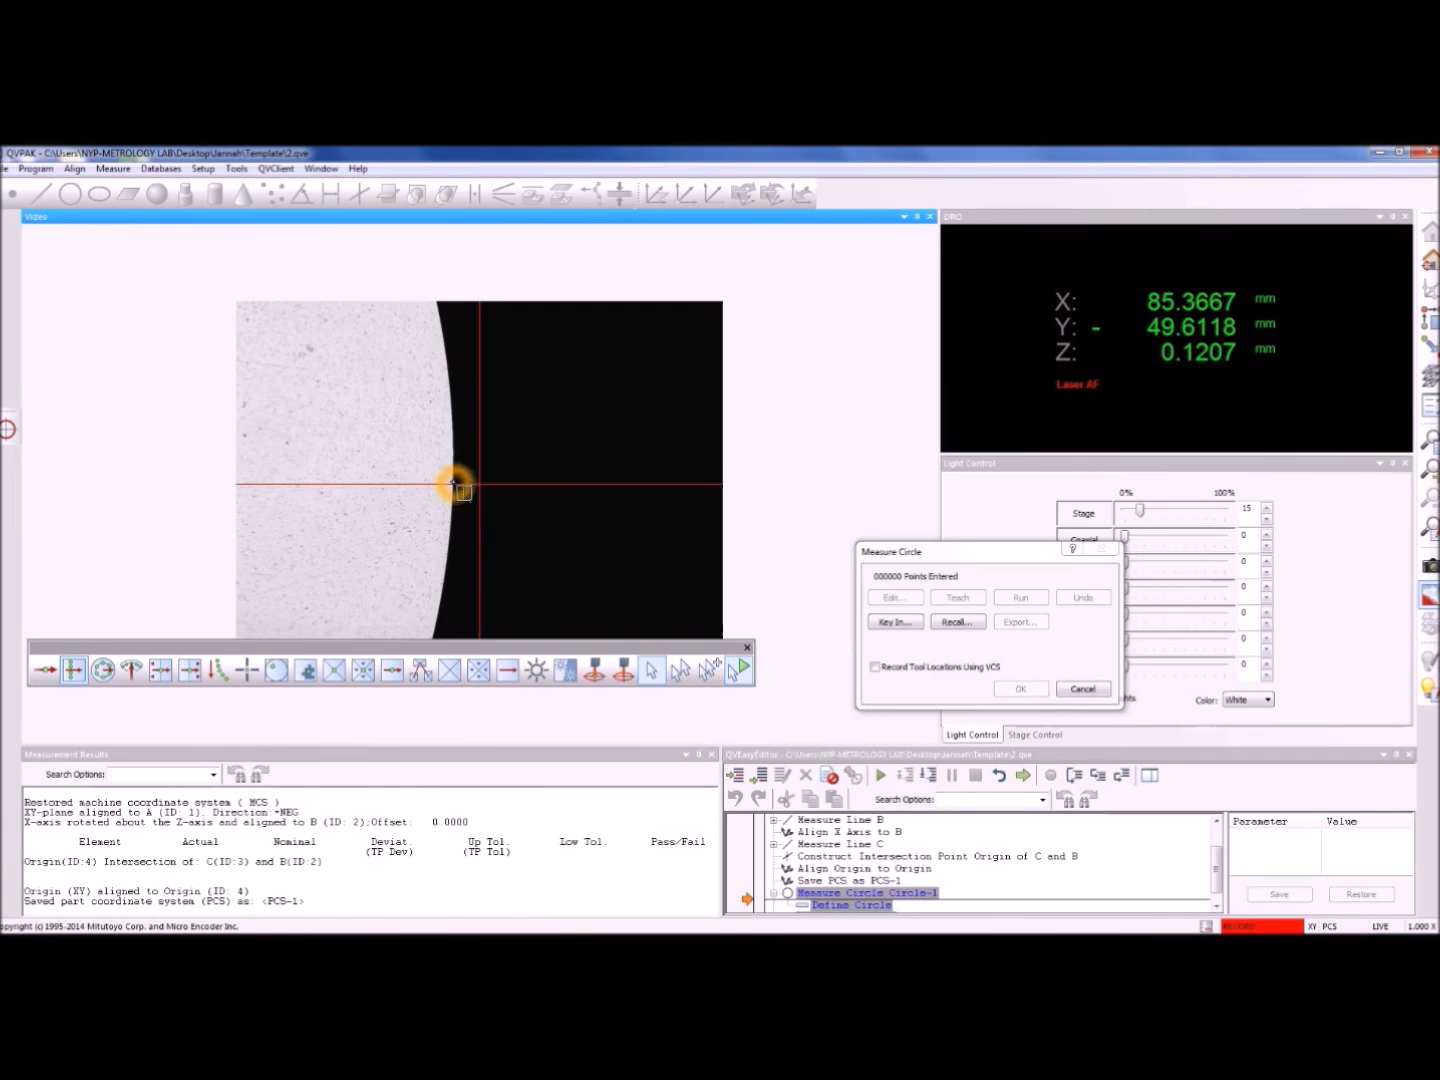 QVPAK - C:\Users\NYP-METROLOGY LAB\Desktop\Jannah\Template\2.qve
Program Align Measure Databases Setup Tools QVClient Window Help
Video
DRO
X: 85.3667 mm
Y: - 49.6118 mm
Z: 0.1207 mm
Laser AF
Light Control
0% 100%
Stage 15
Coaxial 0
0
0
0
0
0
Color: White
Light Control Stage Control
Measure Circle
000000 Points Entered
Edit... Teach Run Undo
Key In... Recall... Export...
Record Tool Locations Using VCS
OK Cancel
Measurement Results
Search Options:
Restored machine coordinate system ( MCS )
XY-plane aligned to A (ID: 1), Direction:=NEG
X-axis rotated about the Z-axis and aligned to B (ID: 2);Offset: 0.0000
Element Actual Nominal Deviat. Up Tol. Low Tol. Pass/Fail
(TP Dev) (TP Tol)
Origin(ID:4) Intersection of: C(ID:3) and B(ID:2)
Origin (XY) aligned to Origin (ID: 4)
Saved part coordinate system (PCS) as: <PCS-1>
QVEasyEditor - C:\Users\NYP-METROLOGY LAB\Desktop\Jannah\Template\2.qve
Search Options:
Measure Line B
Align X Axis to B
Measure Line C
Construct Intersection Point Origin of C and B
Align Origin to Origin
Save PCS as PCS-1
Measure Circle Circle-1
Define Circle
Parameter Value
Save Restore
opyright (c) 1995-2014 Mitutoyo Corp. and Micro Encoder Inc.
RECORD XY PCS LIVE 1.000 X